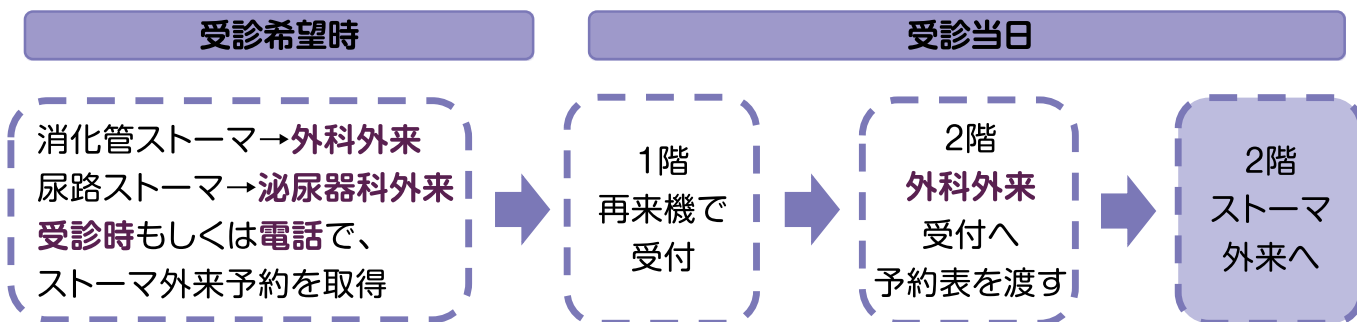 受診希望時
受診当日
消化管ストーマ→外科外来
尿路ストーマ→泌尿器科外来
受診時もしくは電話で、
ストーマ外来予約を取得
1階
再来機で
受付
2階
外科外来
受付へ
予約表を渡す
2階
ストーマ
外来へ